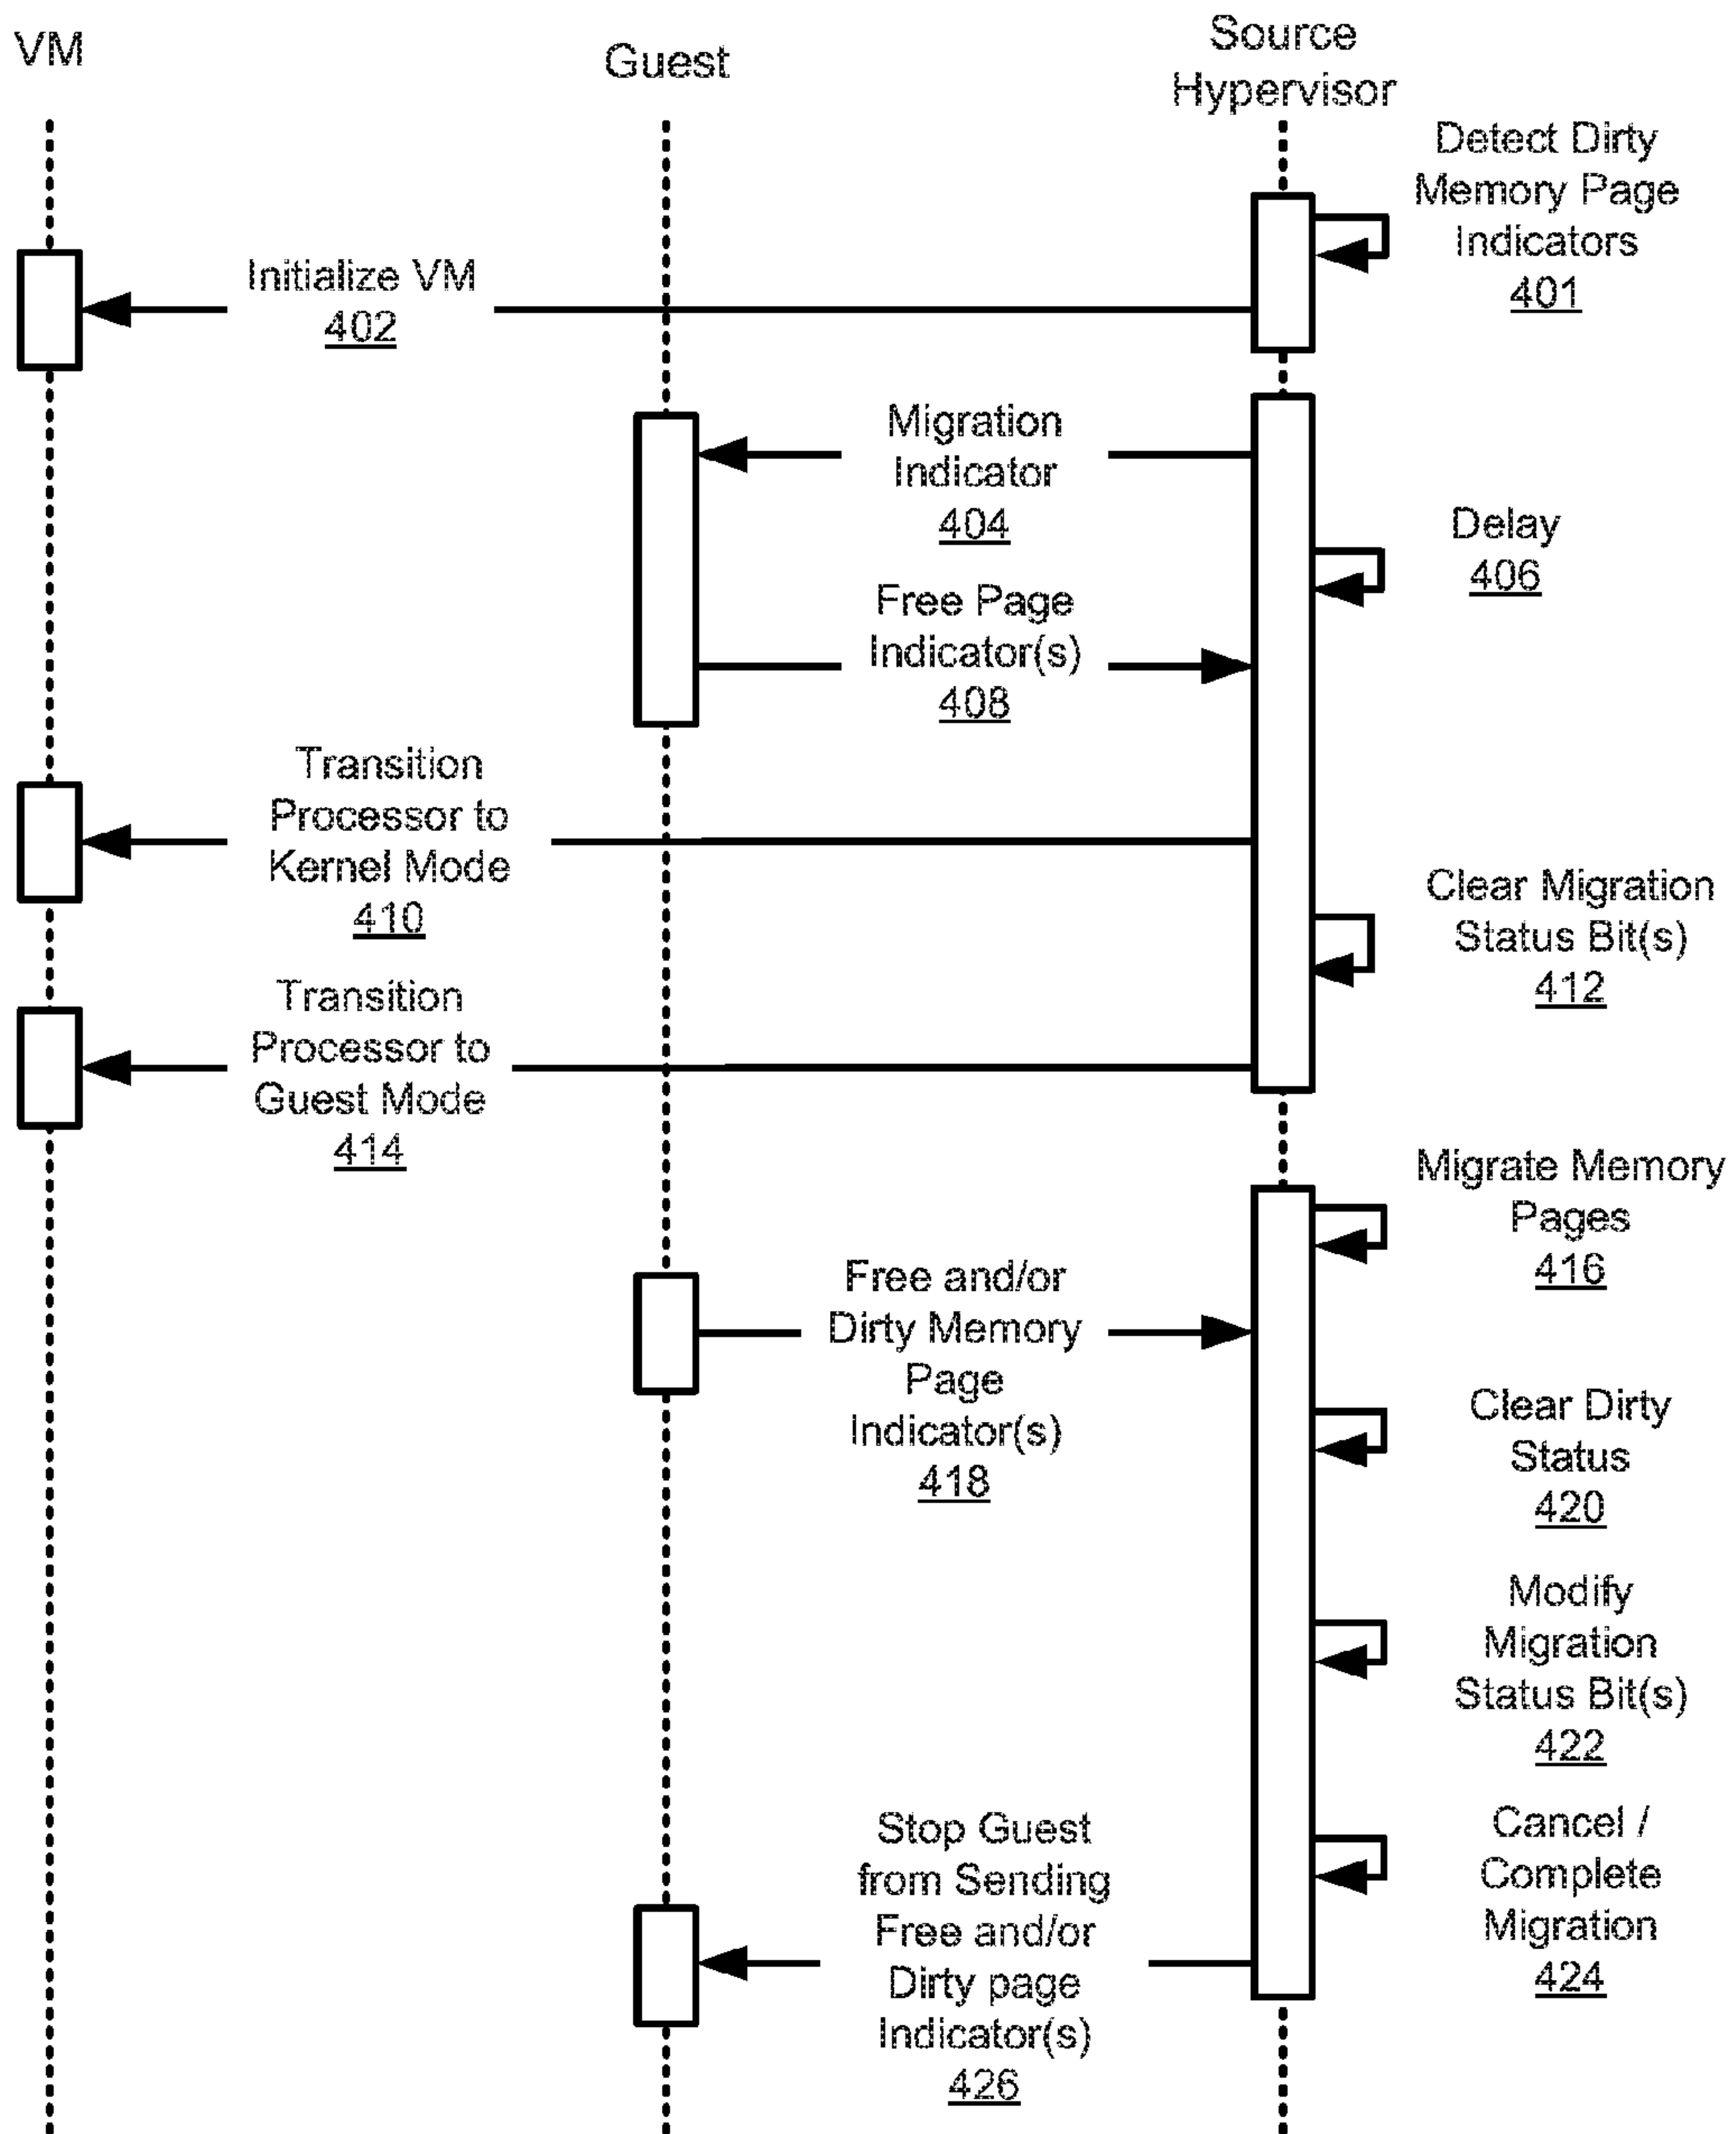 VM
Guest
Source
Hypervisor
Detect Dirty
Memory Page
Indicators
401
Initialize VM
402
Migration
Indicator
404
Delay
406
Free Page
Indicator(s)
408
Transition
Processor to
Kernel Mode
410
Clear Migration
Status Bit(s)
412
Transition
Processor to
Guest Mode
414
Migrate Memory
Pages
416
Free and/or
Dirty Memory
Page
Indicator(s)
418
Clear Dirty
Status
420
Modify
Migration
Status Bit(s)
422
Cancel /
Complete
Migration
424
Stop Guest
from Sending
Free and/or
Dirty page
Indicator(s)
426